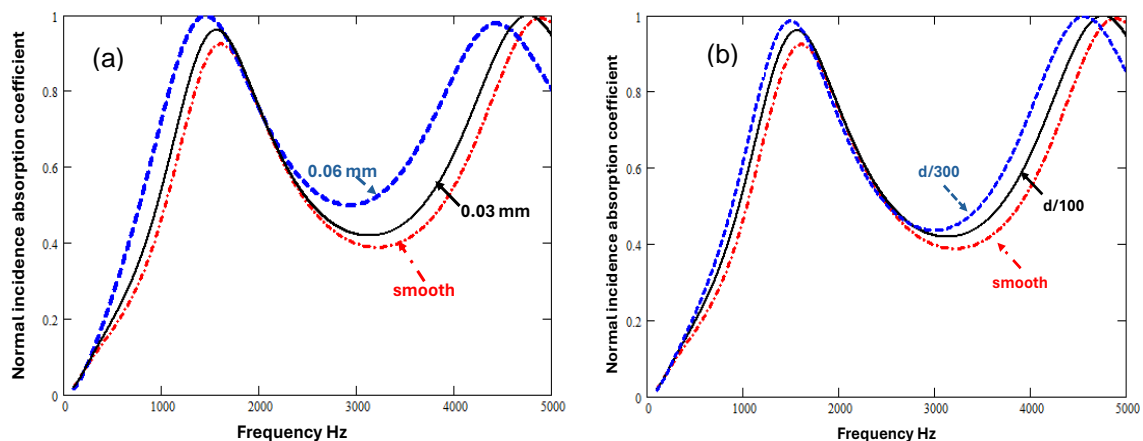 (a)
Normal incidence absorption coefficient
1
0.8
0.6
0.4
0.2
0
0.06 mm
0.03 mm
smooth
0 1000 2000 3000 4000 5000
Frequency Hz
(b)
Normal incidence absorption coefficient
1
0.8
0.6
0.4
0.2
0
d/300
d/100
smooth
0 1000 2000 3000 4000 5000
Frequency Hz